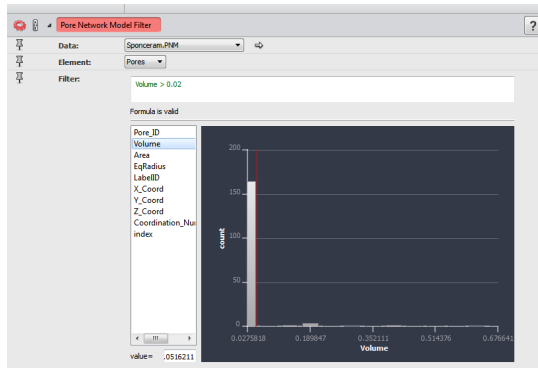 Pore Network Model Filter
?
Data: Sponceram.PNM
Element: Pores
Filter:
Volume > 0.02
Formula is valid
Pore_ID
Volume
Area
EqRadius
LabelID
X_Coord
Y_Coord
Z_Coord
Coordination_Nu
index
value= .0516211
200
150
100
50
0
count
0.0275818 0.189847 0.352111 0.514376 0.676641
Volume